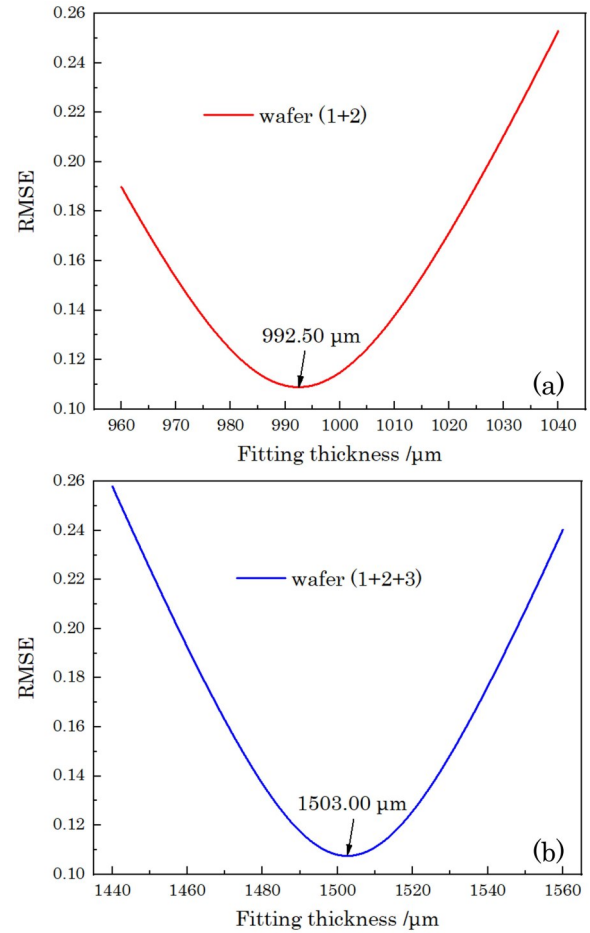 0.26
0.24
0.22
0.20
0.18
0.16
0.14
0.12
0.10
RMSE
wafer (1+2)
992.50 µm
(a)
960 970 980 990 1000 1010 1020 1030 1040
Fitting thickness /µm
0.26
0.24
0.22
0.20
0.18
0.16
0.14
0.12
0.10
RMSE
wafer (1+2+3)
1503.00 µm
(b)
1440 1460 1480 1500 1520 1540 1560
Fitting thickness /µm